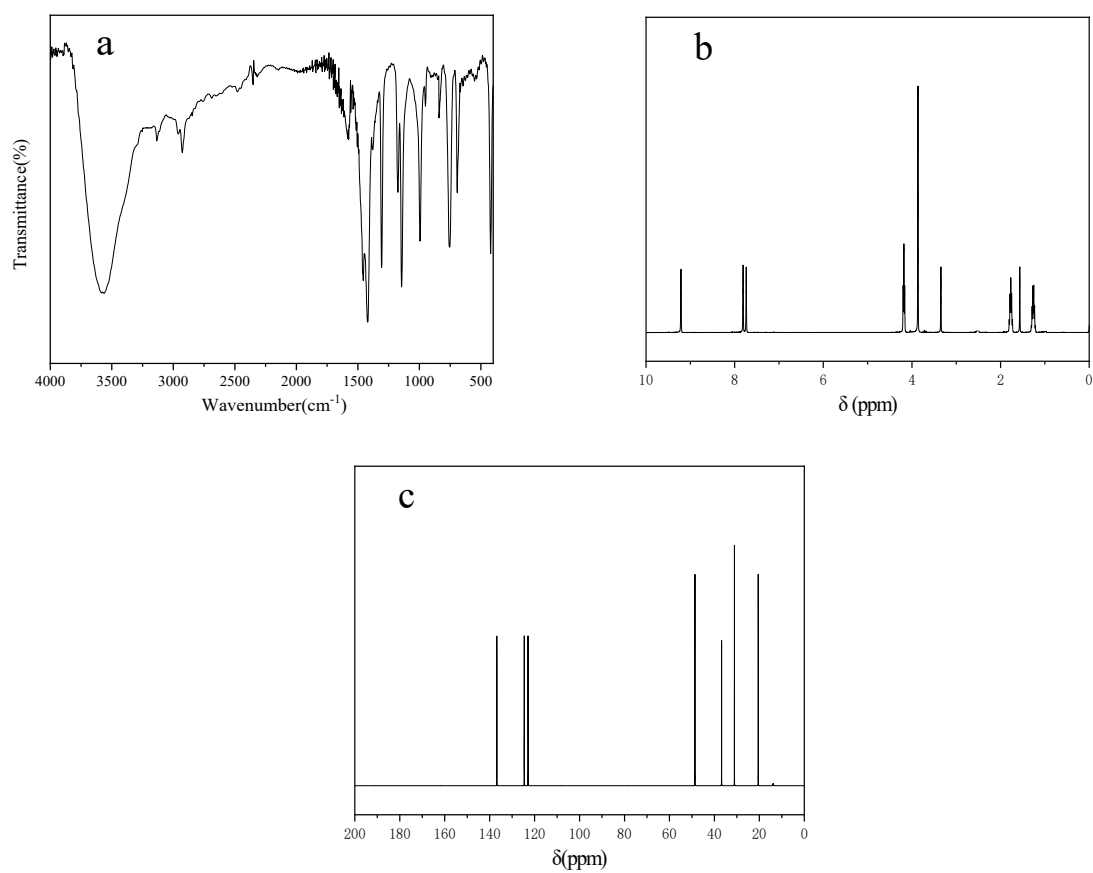 a
Transmittance(%)
4000 3500 3000 2500 2000 1500 1000 500
Wavenumber(cm-1)
b
10 8 6 4 2 0
δ (ppm)
c
200 180 160 140 120 100 80 60 40 20 0
δ(ppm)